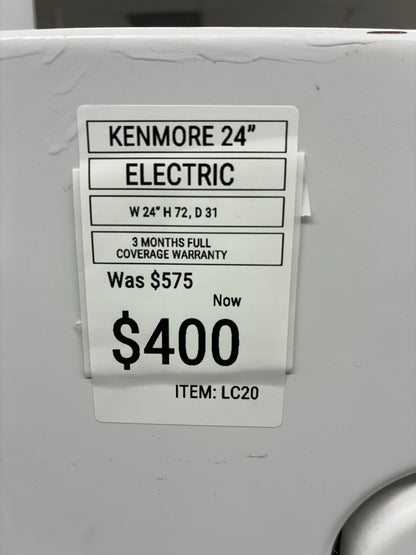 KENMORE 24”
ELECTRIC
W 24" H 72, D 31
3 MONTHS FULL
COVERAGE WARRANTY
Was $575
Now
$400
ITEM: LC20